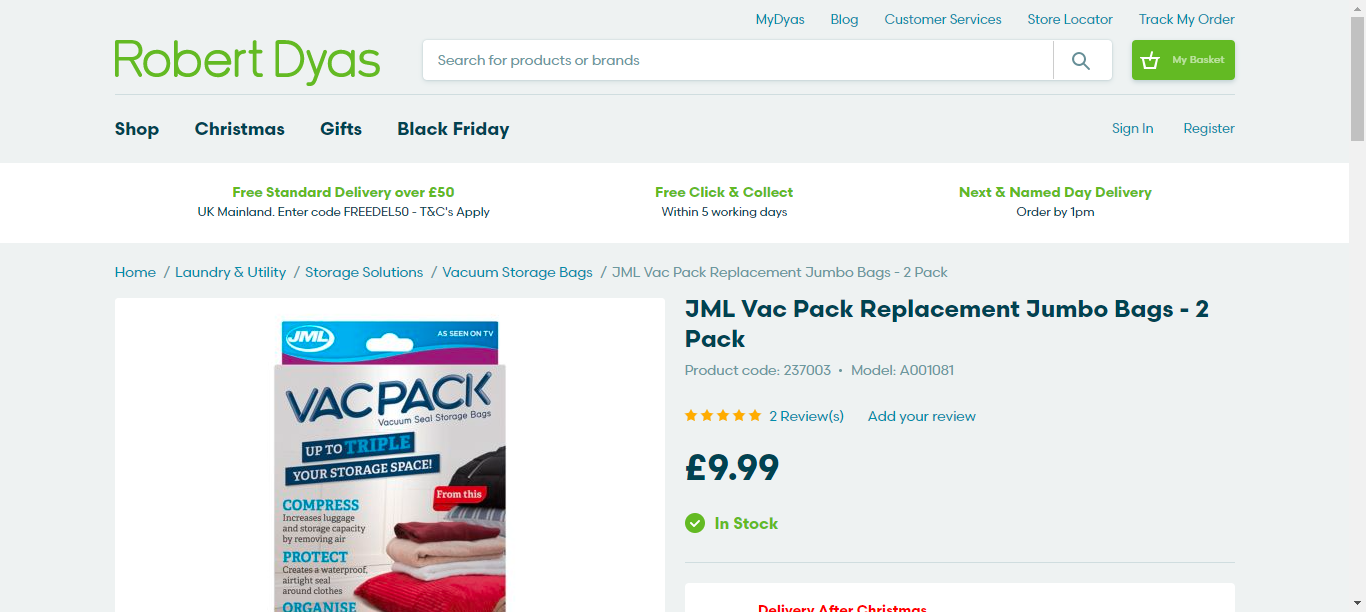 MyDyas Blog Customer Services Store Locator Track My Order
Robert Dyas
Search for products or brands
My Basket
Shop Christmas Gifts Black Friday
Sign In Register
Free Standard Delivery over £50
UK Mainland. Enter code FREEDEL50 - T&C's Apply
Free Click & Collect
Within 5 working days
Next & Named Day Delivery
Order by 1pm
Home / Laundry & Utility / Storage Solutions / Vacuum Storage Bags / JML Vac Pack Replacement Jumbo Bags - 2 Pack
JML
AS SEEN ON TV
VACPACK
Vacuum Seal Storage Bags
UP TO TRIPLE
YOUR STORAGE SPACE!
From this
COMPRESS
Increases luggage
and storage capacity
by removing air
PROTECT
Creates a waterproof,
airtight seal
around clothes
ORGANISE
JML Vac Pack Replacement Jumbo Bags - 2
Pack
Product code: 237003 • Model: A001081
2 Review(s) Add your review
£9.99
In Stock
Delivery After Christmas